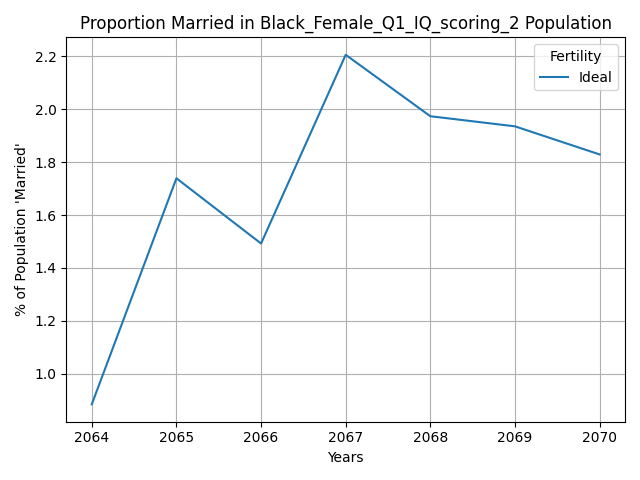 Proportion Married in Black_Female_Q1_IQ_scoring_2 Population
Fertility
Ideal
% of Population 'Married'
2.2
2.0
1.8
1.6
1.4
1.2
1.0
2064 2065 2066 2067 2068 2069 2070
Years